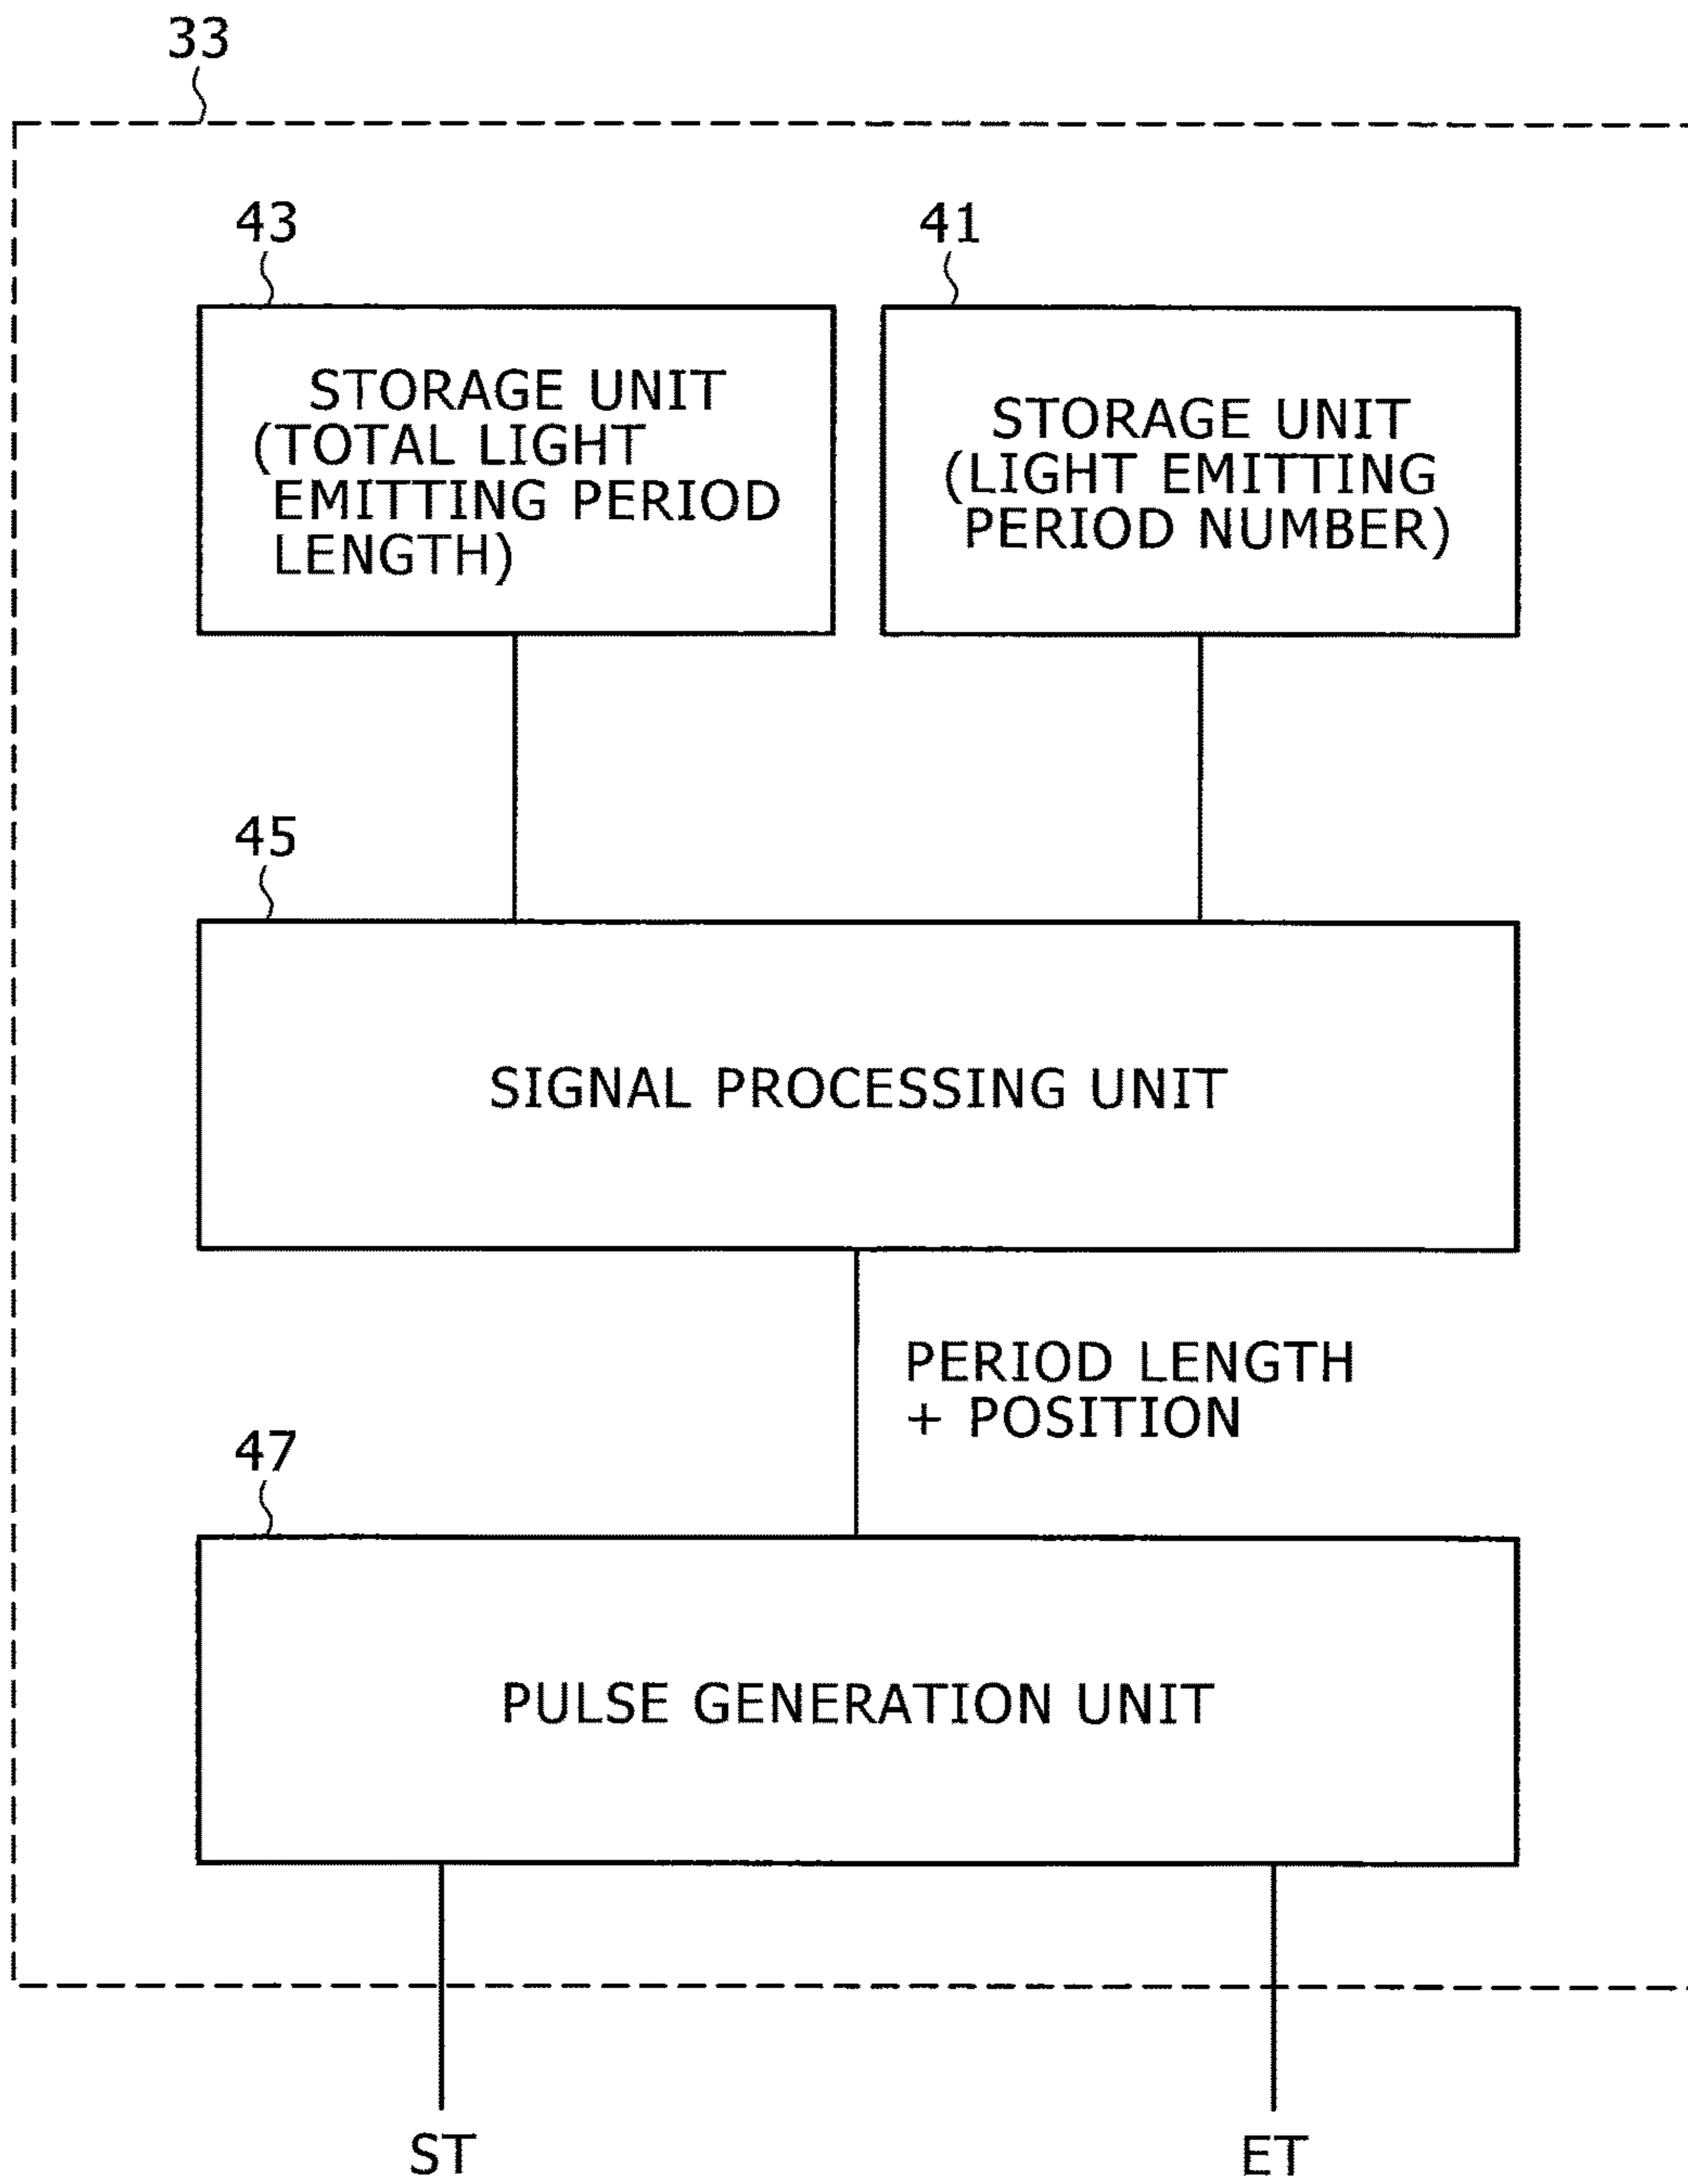 33
43
41
STORAGE UNIT
(TOTAL LIGHT
EMITTING PERIOD
LENGTH)
STORAGE UNIT
(LIGHT EMITTING
PERIOD NUMBER)
45
SIGNAL PROCESSING UNIT
PERIOD LENGTH
+ POSITION
47
PULSE GENERATION UNIT
ST
ET